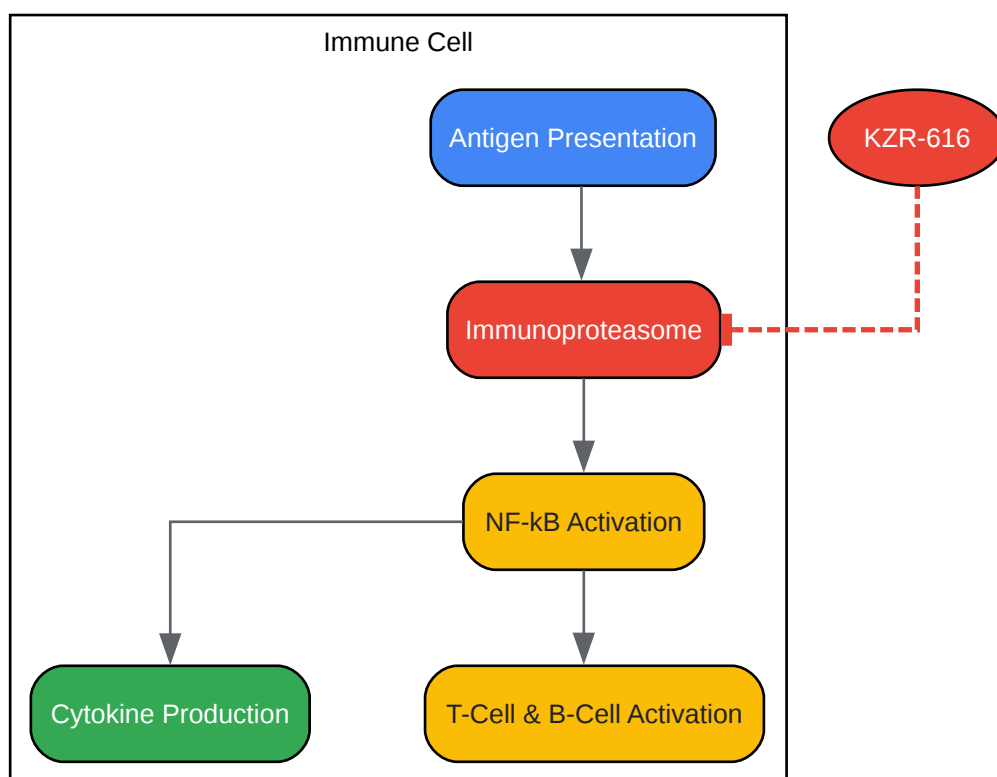 Immune Cell
Antigen Presentation
KZR-616
Immunoproteasome
NF-kB Activation
Cytokine Production
T-Cell & B-Cell Activation